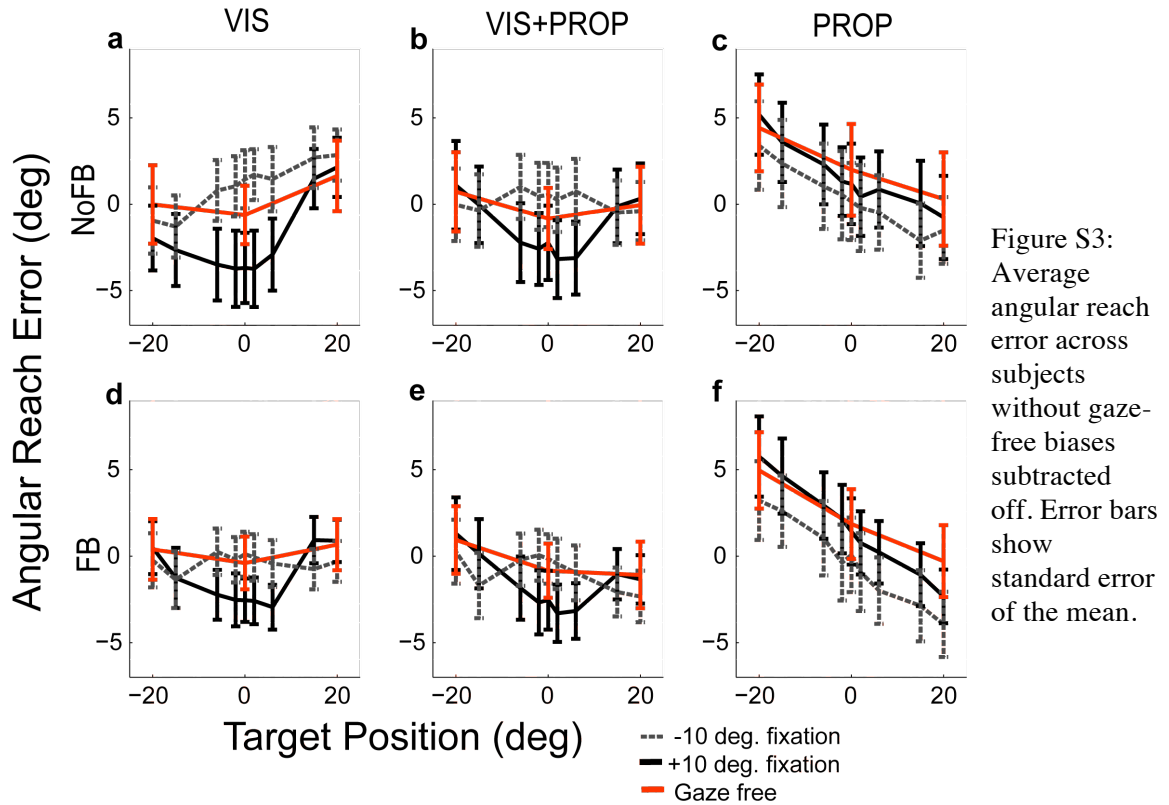 VIS
VIS+PROP
PROP
a
b
c
5
0
−5
5
0
−5
5
0
−5
−20 0 20
−20 0 20
−20 0 20
NoFB
Angular Reach Error (deg)
d
e
f
5
0
−5
5
0
−5
5
0
−5
−20 0 20
−20 0 20
−20 0 20
FB
Target Position (deg)
-10 deg. fixation
+10 deg. fixation
Gaze free
Figure S3:
Average
angular reach
error across
subjects
without gaze-
free biases
subtracted
off. Error bars
show
standard error
of the mean.